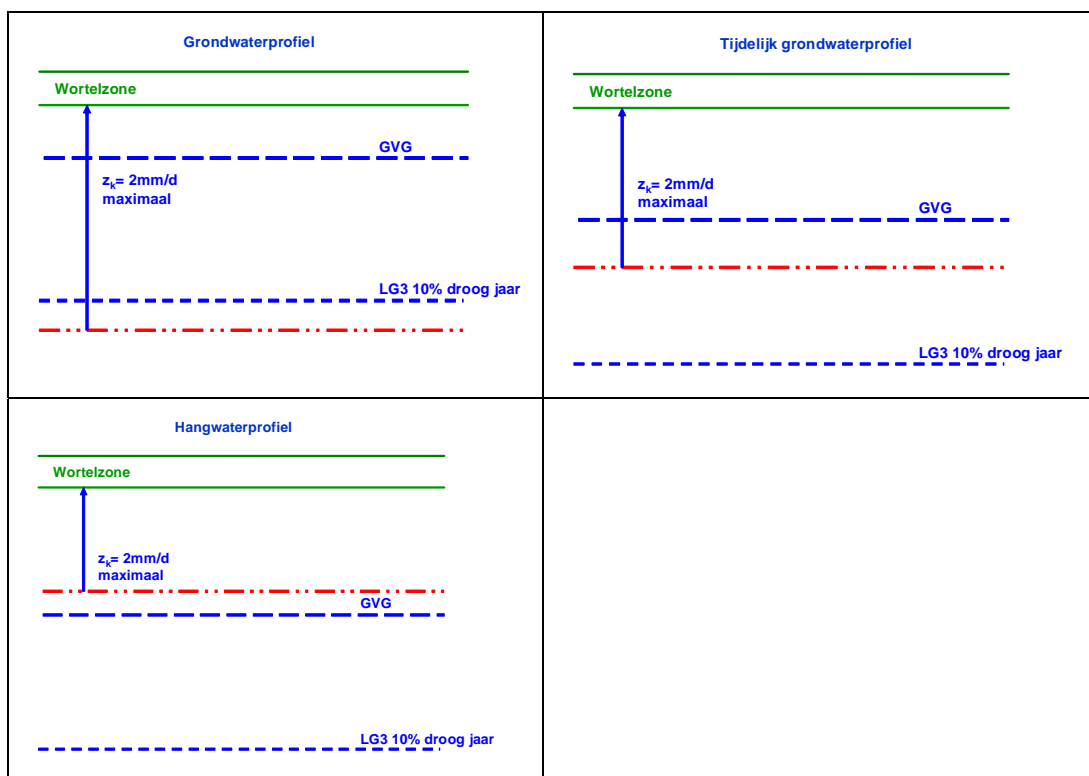 Grondwaterprofiel
Wortelzone
GVG
zk= 2mm/d
maximaal
LG3 10% droog jaar
Tijdelijk grondwaterprofiel
Wortelzone
zk= 2mm/d
maximaal
GVG
LG3 10% droog jaar
Hangwaterprofiel
Wortelzone
zk= 2mm/d
maximaal
GVG
LG3 10% droog jaar